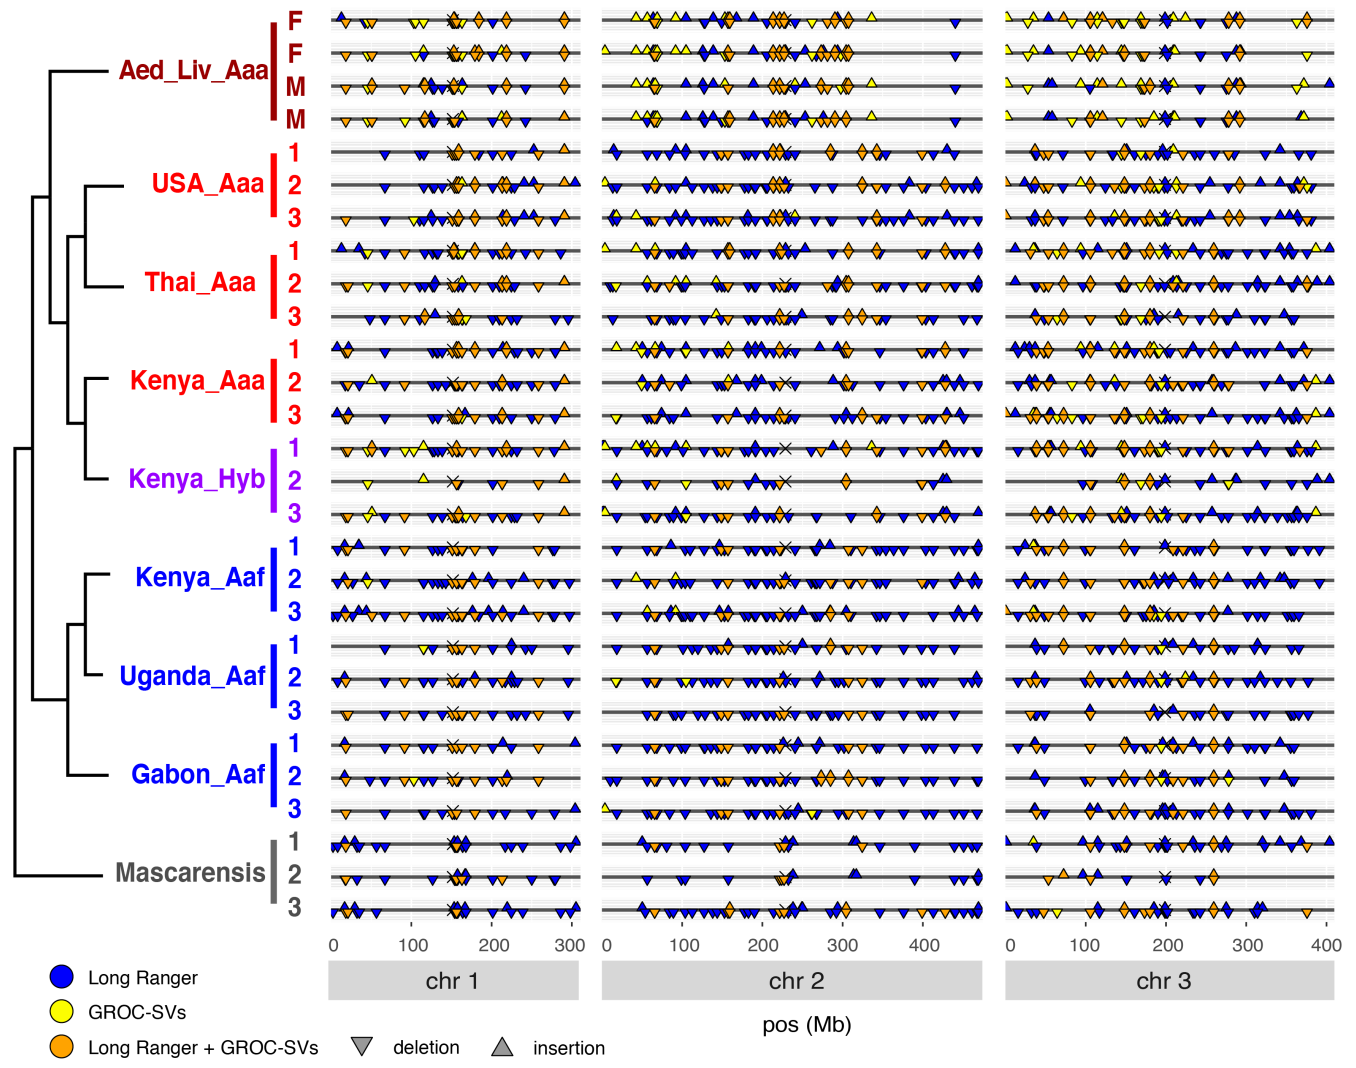 F
Aed_Liv_Aaa F
M
M
1
USA_Aaa 2
3
1
Thai_Aaa 2
3
1
Kenya_Aaa 2
3
1
Kenya_Hyb 2
3
1
Kenya_Aaf 2
3
1
Uganda_Aaf 2
3
1
Gabon_Aaf 2
3
1
Mascarensis 2
3
0 100 200 300 0 100 200 300 400 0 100 200 300 400
chr 1 chr 2 chr 3
pos (Mb)
Long Ranger
GROC-SVs
Long Ranger + GROC-SVs deletion insertion